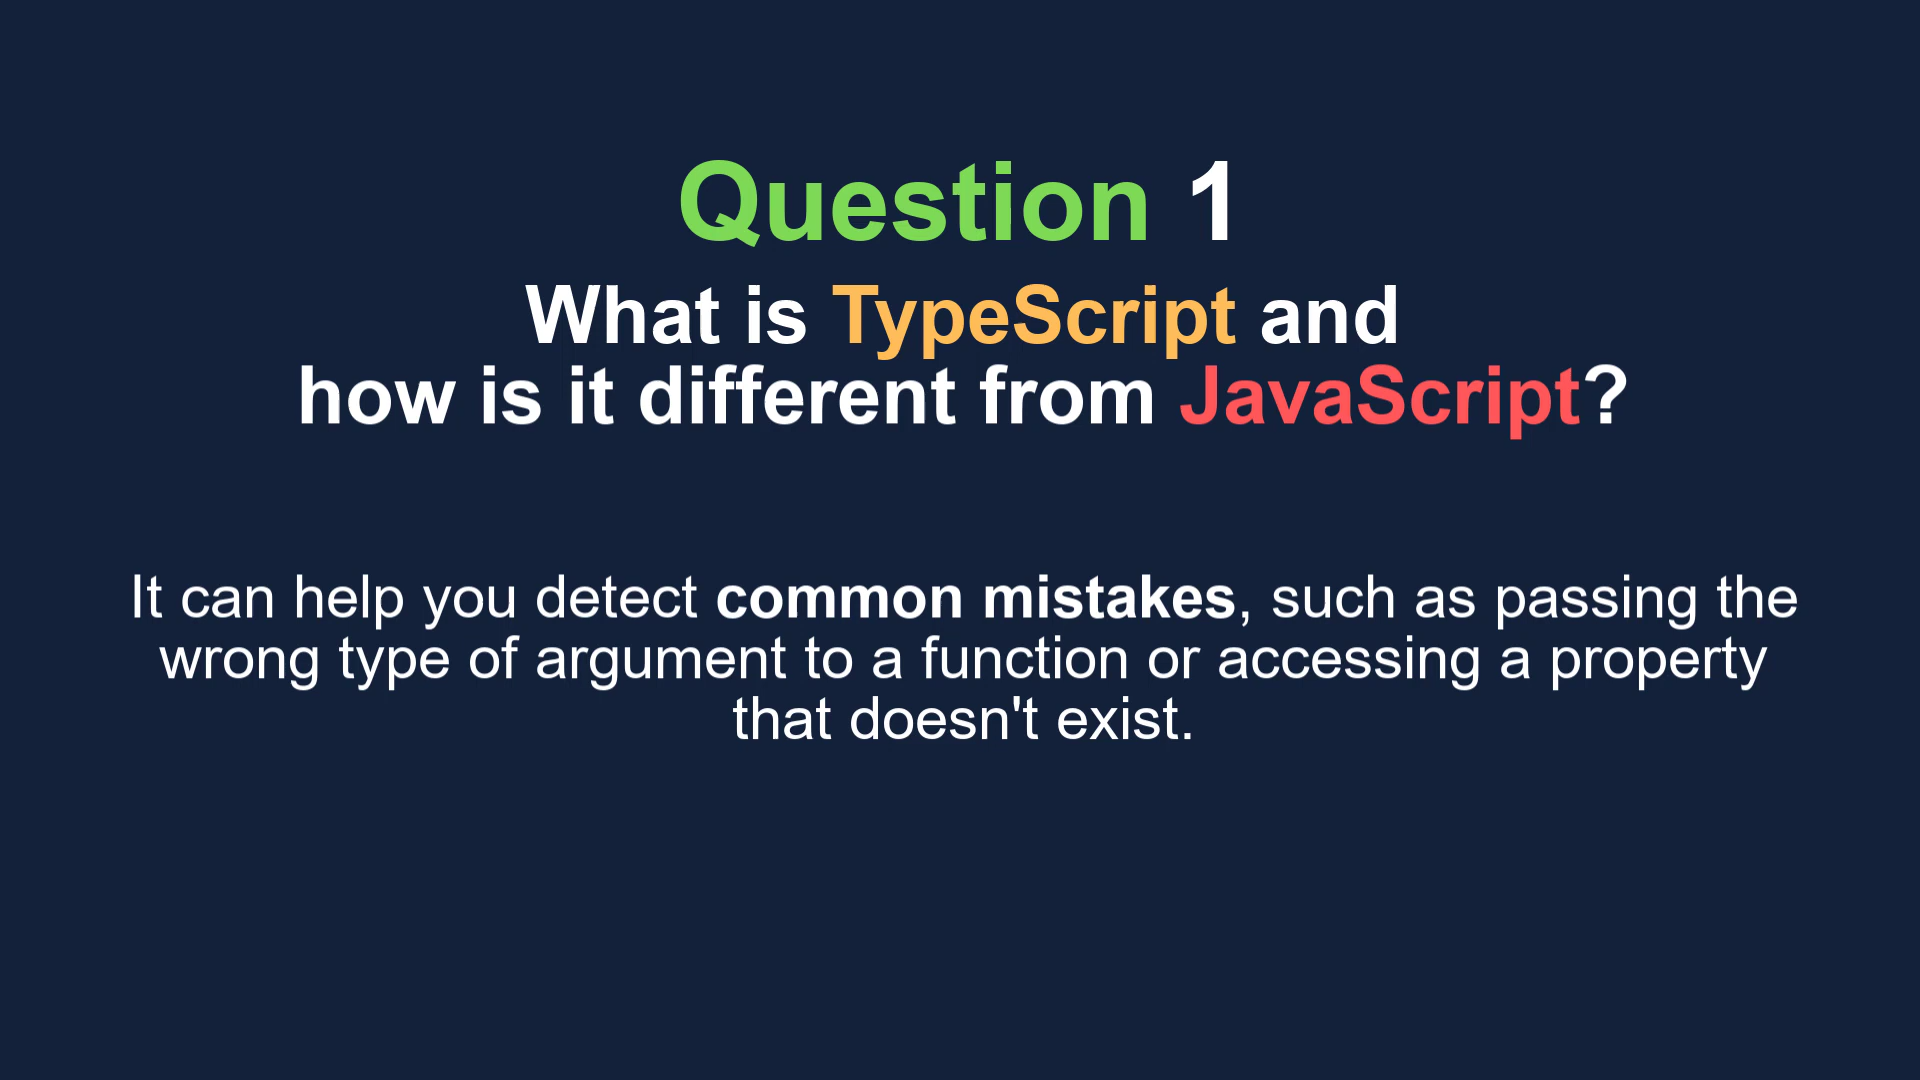 Question 1
What is TypeScript and
how is it different from JavaScript?
It can help you detect common mistakes, such as passing the
wrong type of argument to a function or accessing a property
that doesn't exist.